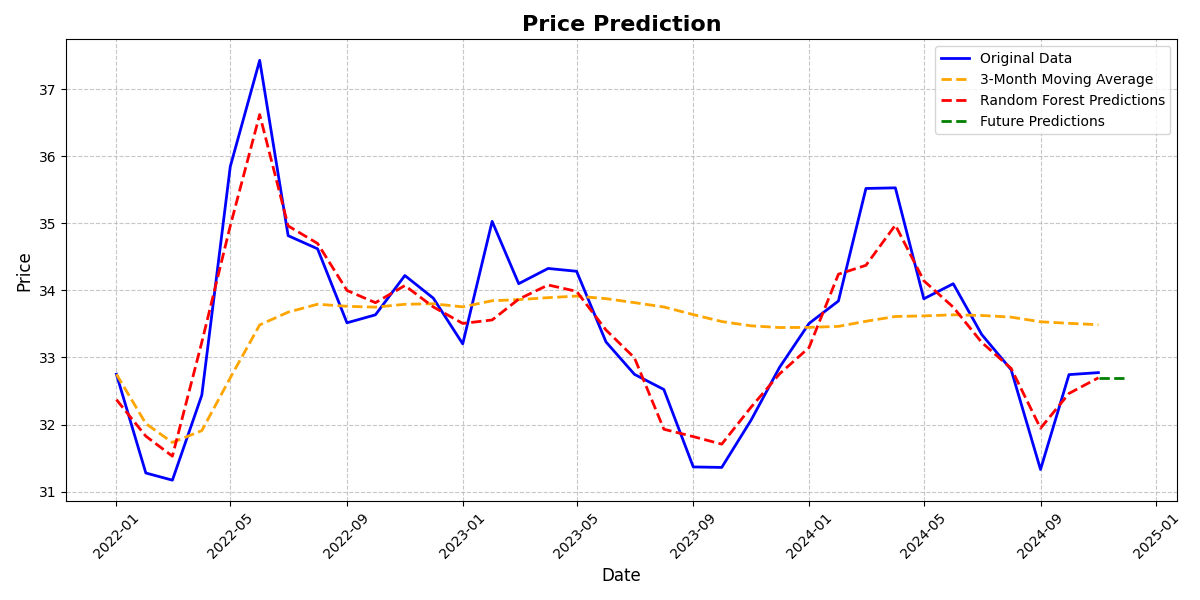 Price Prediction
Original Data
3-Month Moving Average
Random Forest Predictions
Future Predictions
Price
37
36
35
34
33
32
31
2022-01
2022-05
2022-09
2023-01
2023-05
2023-09
2024-01
2024-05
2024-09
2025-01
Date